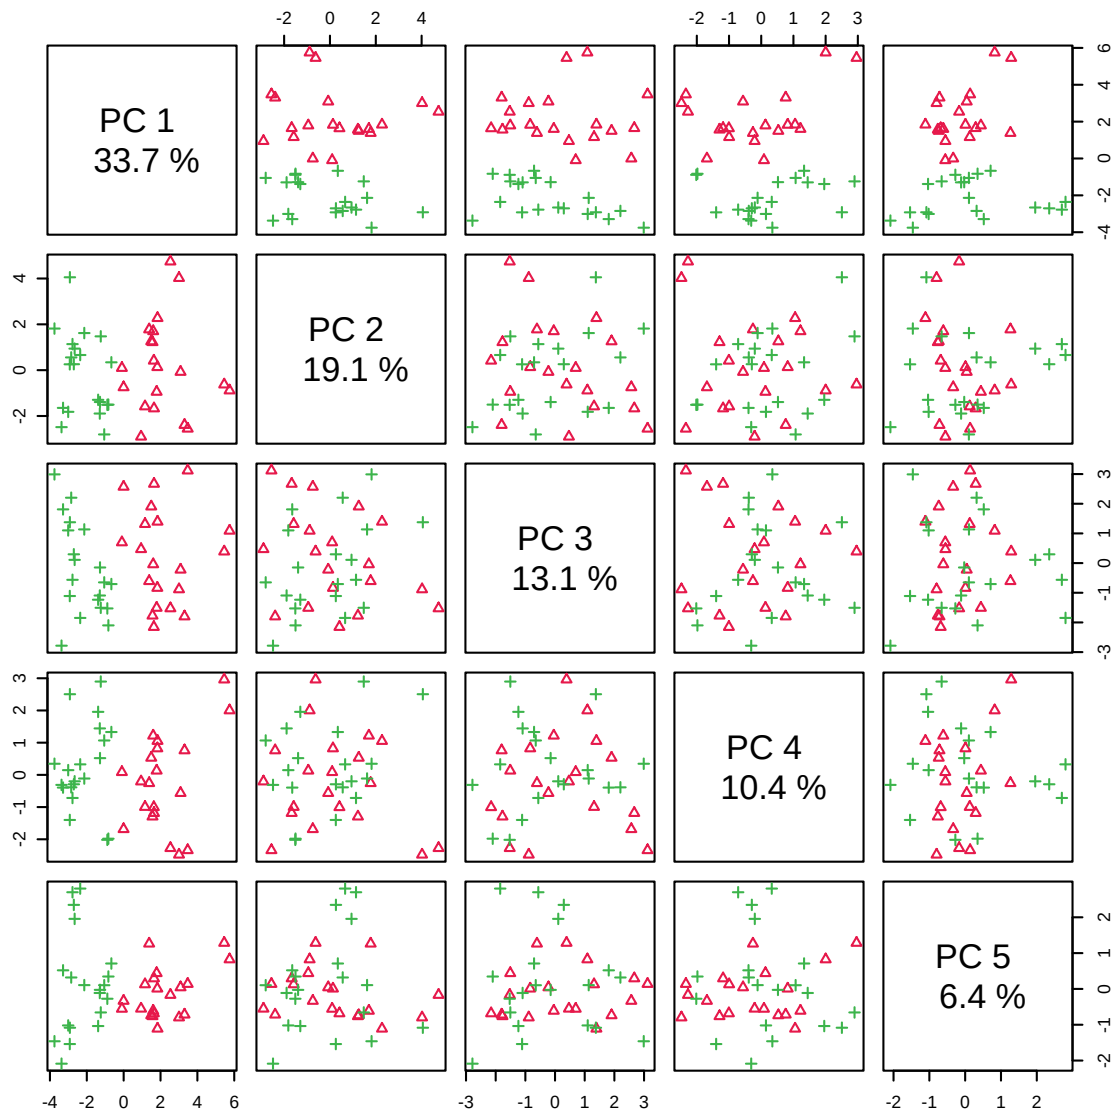 -2 0 2 4
-2 -1 0 1 2 3
PC 1
33.7 %
-4 -2 0 2 4 6
-2 0 2 4
PC 2
19.1 %
PC 3
13.1 %
-3 -2 -1 0 1 2 3
-2 -1 0 1 2 3
PC 4
10.4 %
PC 5
6.4 %
-2 -1 0 1 2
-4 -2 0 2 4 6
-3 -2 -1 0 1 2 3
-2 -1 0 1 2